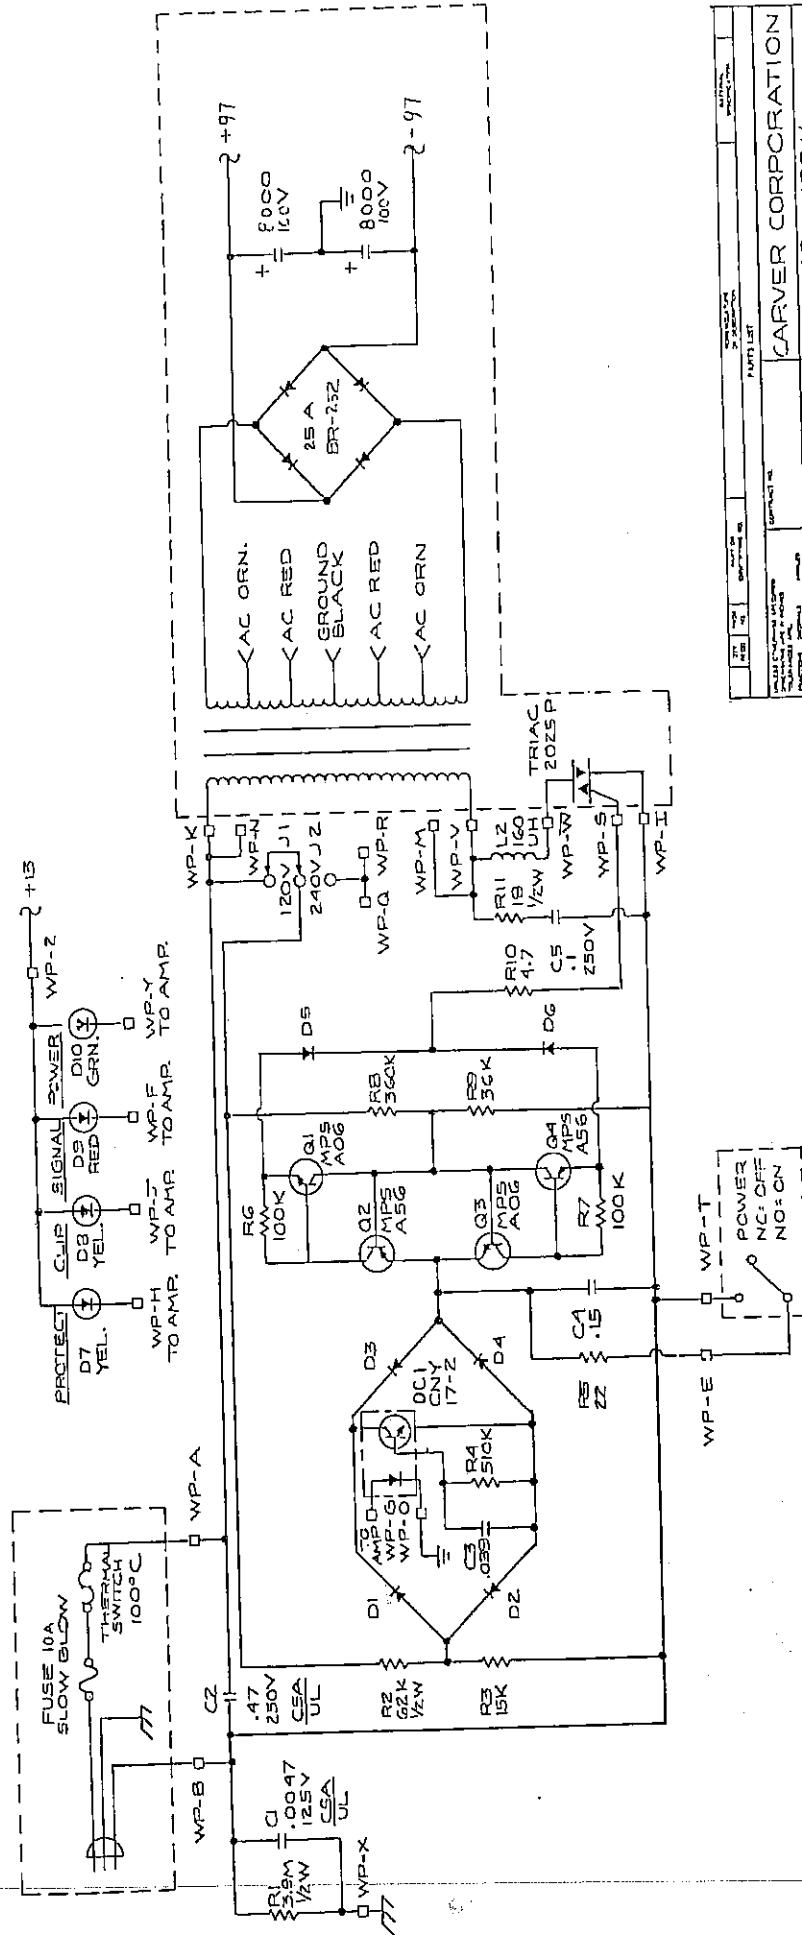 FUSE 10A
SLOW BLOW
THERMAL
SWITCH
100°C
WP-B
WP-A
R1
3.9M
½W
C1
.0047
125V
CSA
UL
WP-X
C2
.47
250V
CSA
UL
PROTECT
D7
YEL.
WP-H
TO AMP.
CLIP
D8
YEL.
WP-J
TO AMP.
SIGNAL
D9
RED
WP-F
TO AMP.
POWER
D10
GRN.
WP-Y
TO AMP.
WP-Z
+13
R2
62K
½W
R3
15K
D1
D2
TO
AMP
WP-G
WP-O
C3
.039
R4
510K
OC1
CNY
17-2
D3
D4
R5
22
C4
.15
WP-E
WP-T
POWER
NC=OFF
NO=ON
R6
100K
Q1
MPS
A06
Q2
MPS
A56
Q3
MPS
A06
Q4
MPS
A56
R7
100K
R8
360K
R9
36K
D5
D6
R10
4.7
R11
18
½W
C5
.1
250V
L2
160
UH
WP-K
WP-N
120V J1
240V J2
WP-Q
WP-R
WP-M
WP-V
WP-W
WP-S
WP-I
TRIAC
2025P
AC ORN.
AC RED
GROUND
BLACK
AC RED
AC ORN
25 A
BR-252
+97
8000
100V
8000
100V
-97
PARTS LIST
CARVER CORPORATION